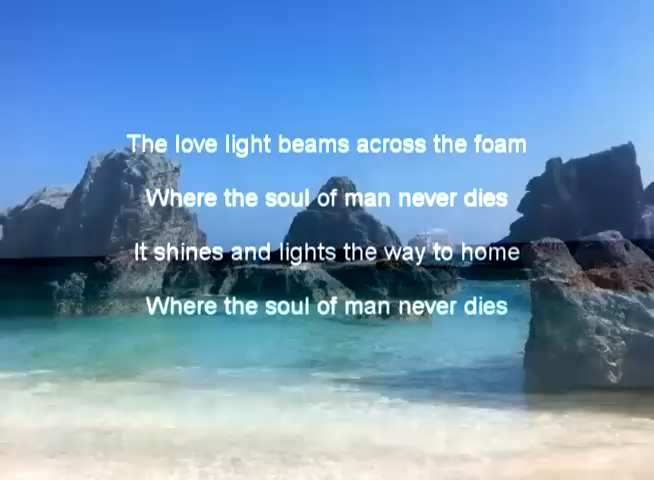 The love light beams across the foam
Where the soul of man never dies
It shines and lights the way to home
Where the soul of man never dies